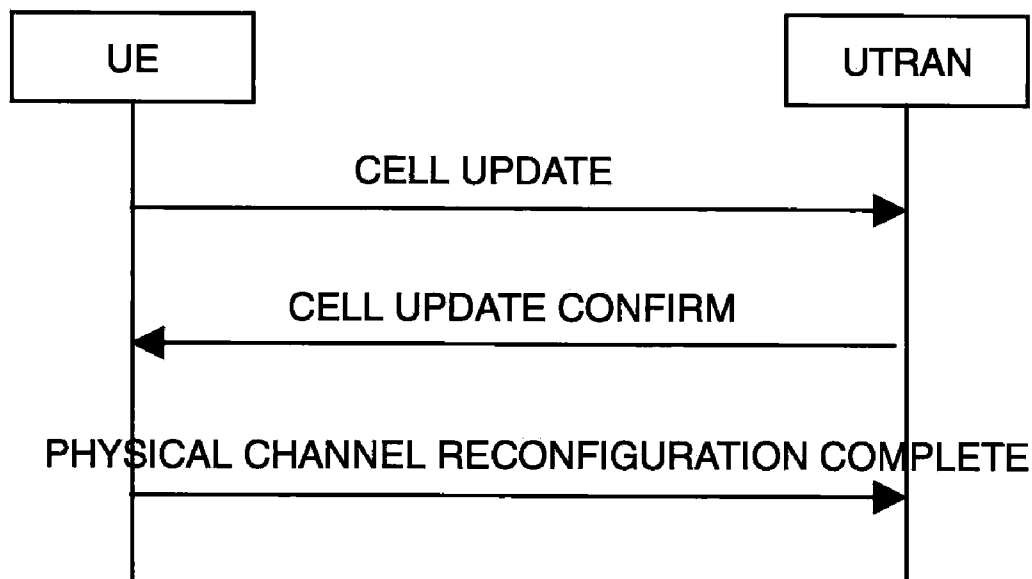 UE
UTRAN
CELL UPDATE
CELL UPDATE CONFIRM
PHYSICAL CHANNEL RECONFIGURATION COMPLETE